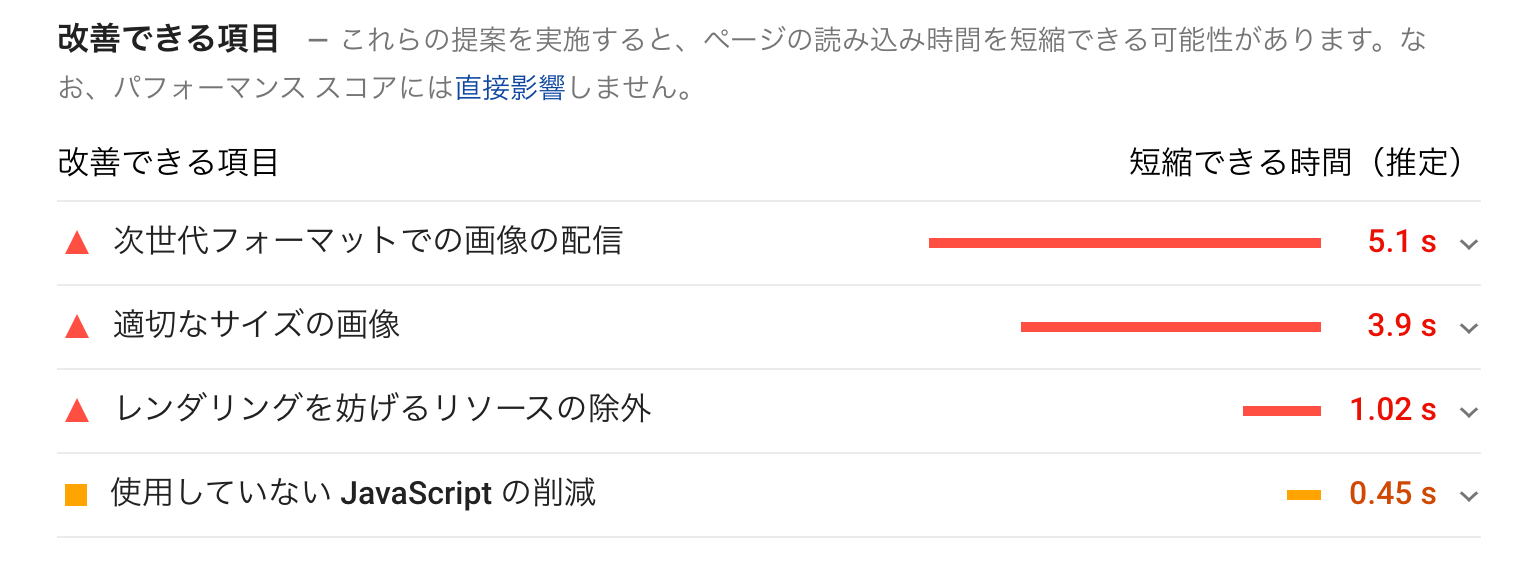 改善できる項目 — これらの提案を実施すると、ページの読み込み時間を短縮できる可能性があります。な
お、パフォーマンス スコアには直接影響しません。
改善できる項目 短縮できる時間（推定）
次世代フォーマットでの画像の配信 5.1 s
適切なサイズの画像 3.9 s
レンダリングを妨げるリソースの除外 1.02 s
使用していない JavaScript の削減 0.45 s